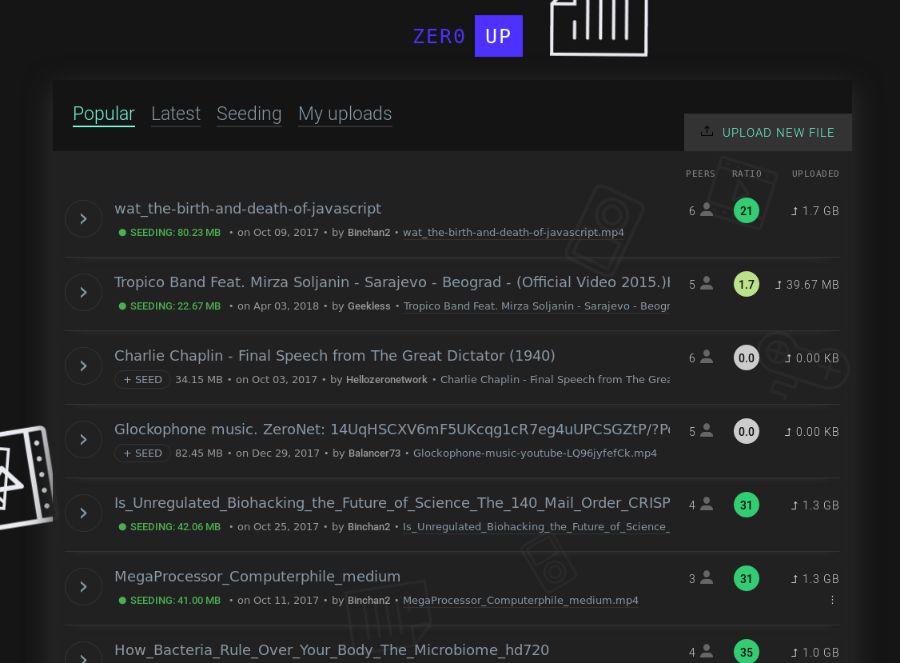 ZER0 UP
Popular Latest Seeding My uploads
UPLOAD NEW FILE
PEERS RATIO UPLOADED
wat_the-birth-and-death-of-javascript 6 21 1.7 GB
SEEDING: 80.23 MB • on Oct 09, 2017 • by Binchan2 • wat_the-birth-and-death-of-javascript.mp4
Tropico Band Feat. Mirza Soljanin - Sarajevo - Beograd - (Official Video 2015.) 5 1.7 39.67 MB
SEEDING: 22.67 MB • on Apr 03, 2018 • by Geekless • Tropico Band Feat. Mirza Soljanin - Sarajevo - Beogr
Charlie Chaplin - Final Speech from The Great Dictator (1940) 6 0.0 0.00 KB
+ SEED 34.15 MB • on Oct 03, 2017 • by Hellozeronetwork • Charlie Chaplin - Final Speech from The Grea
Glockophone music. ZeroNet: 14UqHSCXV6mF5UKcqg1cR7eg4uUPCSGZtP/?P 5 0.0 0.00 KB
+ SEED 82.45 MB • on Dec 29, 2017 • by Balancer73 • Glockophone-music-youtube-LQ96jyfefCk.mp4
Is_Unregulated_Biohacking_the_Future_of_Science_The_140_Mail_Order_CRISP 4 31 1.3 GB
SEEDING: 42.06 MB • on Oct 25, 2017 • by Binchan2 • Is_Unregulated_Biohacking_the_Future_of_Science_
MegaProcessor_Computerphile_medium 3 31 1.3 GB
SEEDING: 41.00 MB • on Oct 11, 2017 • by Binchan2 • MegaProcessor_Computerphile_medium.mp4
How_Bacteria_Rule_Over_Your_Body_The_Microbiome_hd720 4 35 1.0 GB